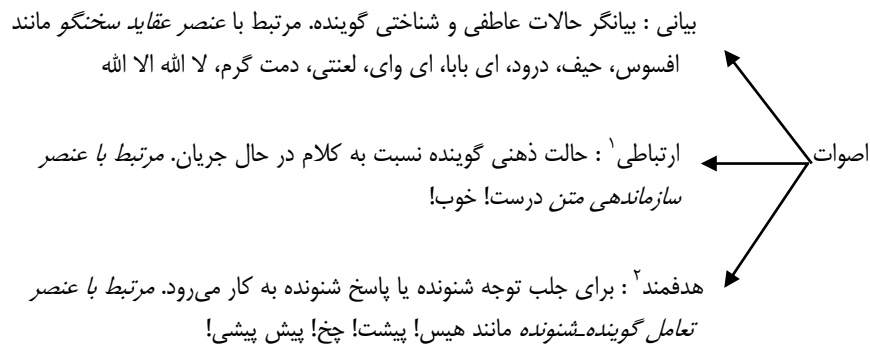 بیانی : بیانگر حالات عاطفی و شناختی گوینده. مرتبط با عنصر عقاید سخنگو مانند
افسوس، حیف، درود، ای بابا، ای وای، لعنتی، دمت گرم، لا الله الا الله
اصوات
ارتباطی۱ : حالت ذهنی گوینده نسبت به کلام در حال جریان. مرتبط با عنصر
سازماندهی متن درست! خوب!
هدفمند۲ : برای جلب توجه شنونده یا پاسخ شنونده به کار می‌رود. مرتبط با عنصر
تعامل گوینده‌ـشنونده مانند هیس! پیشت! چخ! پیش پیشی!